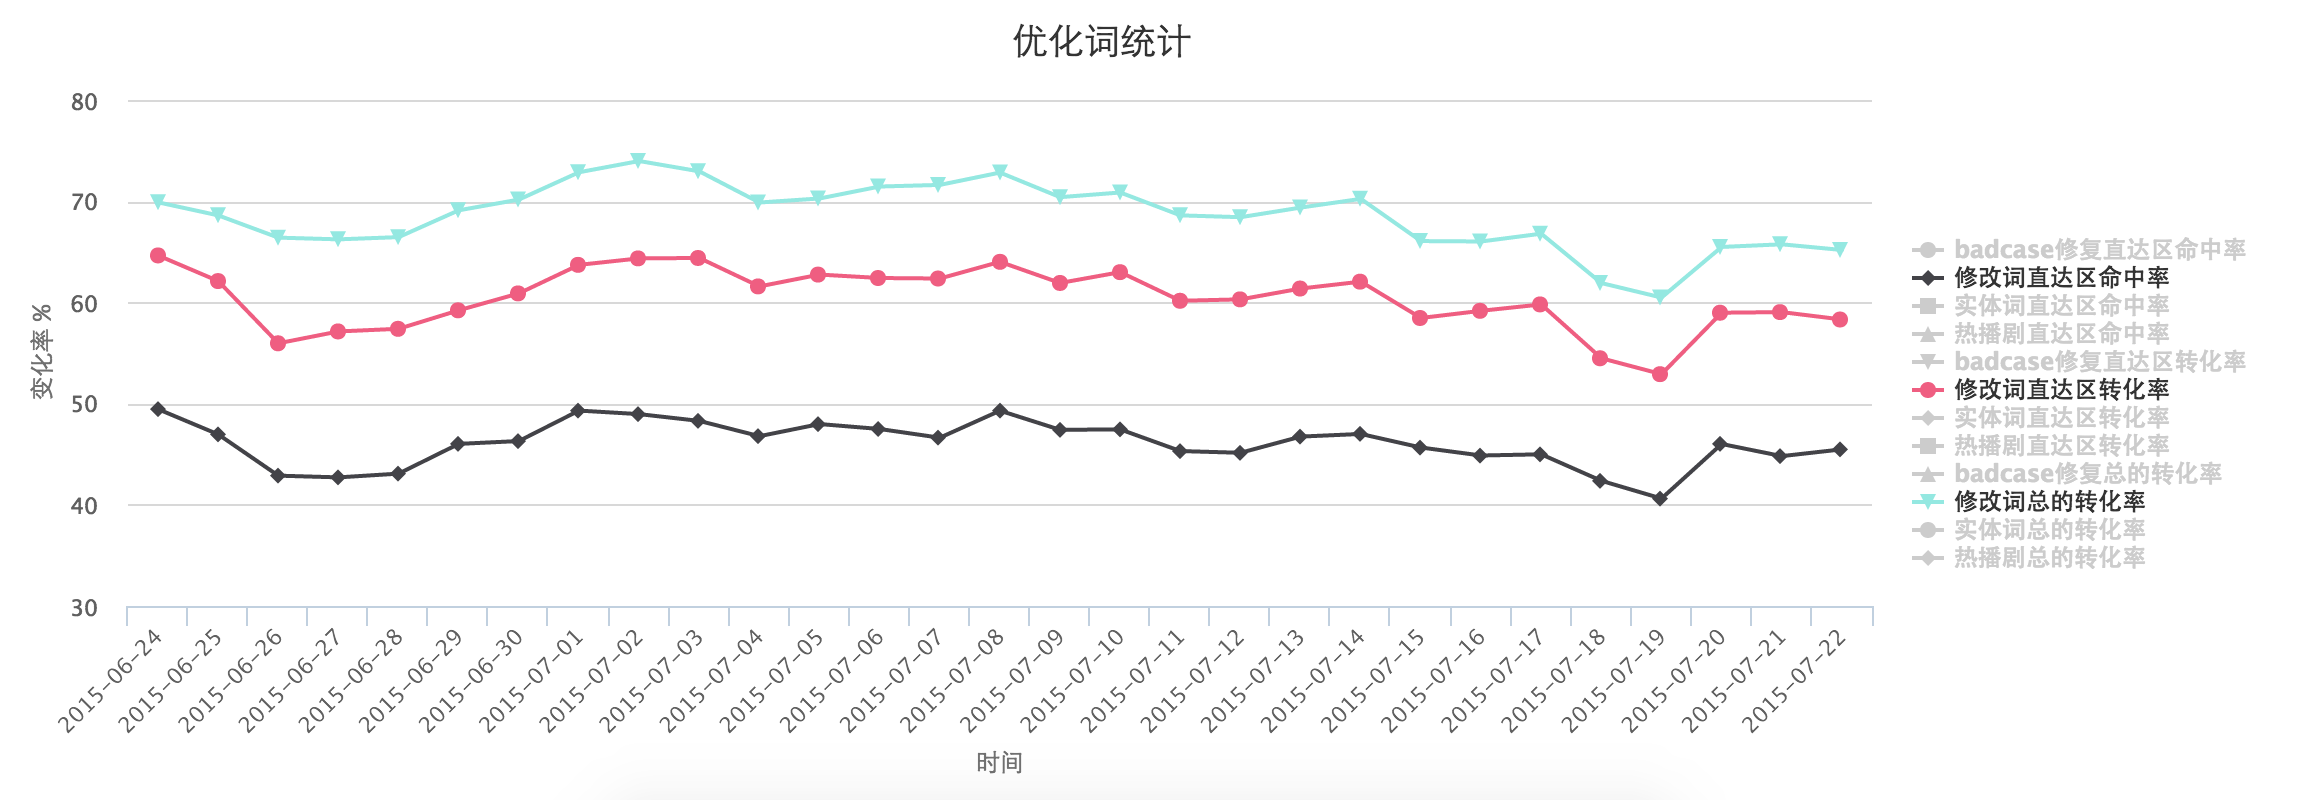 优化词统计
80
70
60
50
40
30
变化率 %
2015-06-24
2015-06-25
2015-06-26
2015-06-27
2015-06-28
2015-06-29
2015-06-30
2015-07-01
2015-07-02
2015-07-03
2015-07-04
2015-07-05
2015-07-06
2015-07-07
2015-07-08
2015-07-09
2015-07-10
2015-07-11
2015-07-12
2015-07-13
2015-07-14
2015-07-15
2015-07-16
2015-07-17
2015-07-18
2015-07-19
2015-07-20
2015-07-21
2015-07-22
时间
badcase修复直达区命中率
修改词直达区命中率
实体词直达区命中率
热播剧直达区命中率
badcase修复直达区转化率
修改词直达区转化率
实体词直达区转化率
热播剧直达区转化率
badcase修复总的转化率
修改词总的转化率
实体词总的转化率
热播剧总的转化率